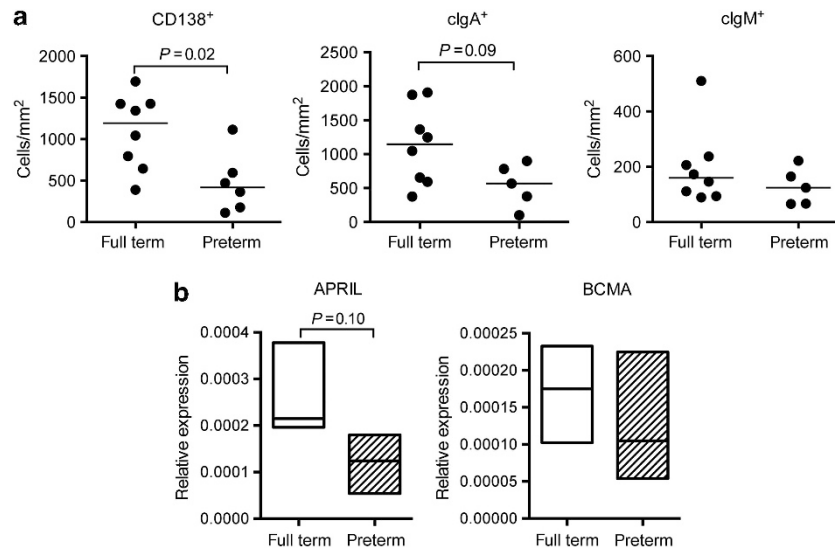 a
CD138+
cIgA+
cIgM+
P = 0.02
P = 0.09
Cells/mm²
2000
1500
1000
500
0
Full term
Preterm
Cells/mm²
2500
2000
1500
1000
500
0
Full term
Preterm
Cells/mm²
600
400
200
0
Full term
Preterm
b
APRIL
BCMA
P = 0.10
Relative expression
0.0004
0.0003
0.0002
0.0001
0.0000
Full term
Preterm
Relative expression
0.00025
0.00020
0.00015
0.00010
0.00005
0.00000
Full term
Preterm